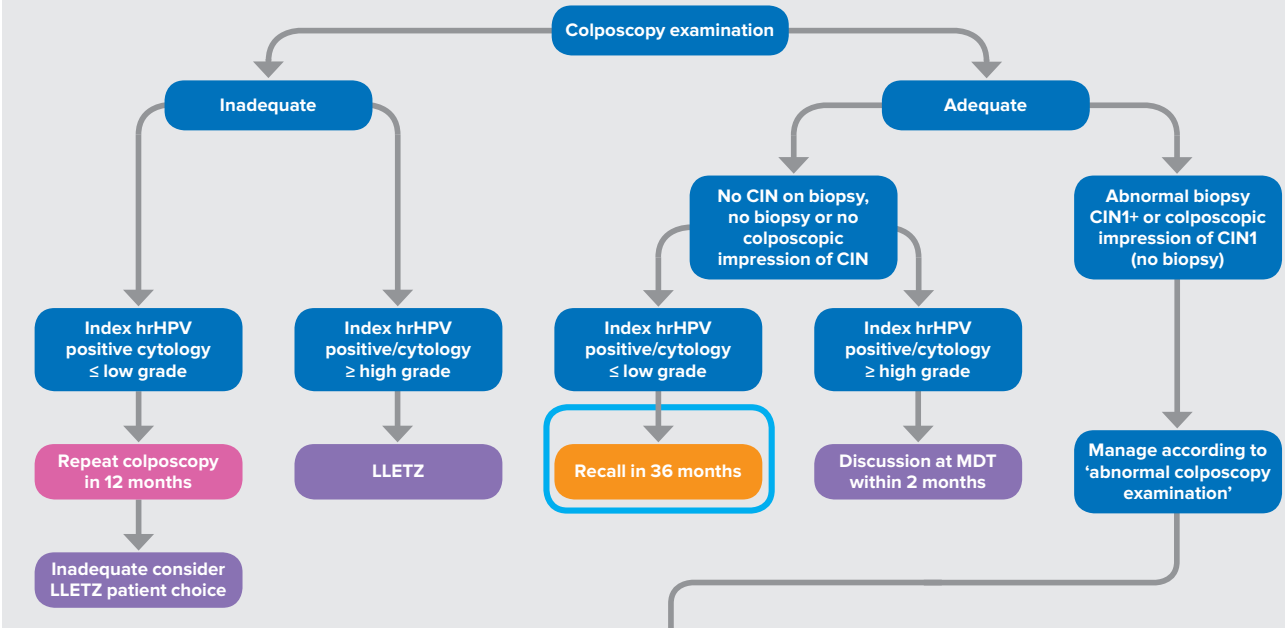 Colposcopy examination
Inadequate
Adequate
No CIN on biopsy,
no biopsy or no
colposcopic
impression of CIN
Abnormal biopsy
CIN1+ or colposcopic
impression of CIN1
(no biopsy)
Index hrHPV
positive cytology
≤ low grade
Index hrHPV
positive/cytology
≥ high grade
Index hrHPV
positive/cytology
≤ low grade
Index hrHPV
positive/cytology
≥ high grade
Repeat colposcopy
in 12 months
LLETZ
Recall in 36 months
Discussion at MDT
within 2 months
Manage according to
‘abnormal colposcopy
examination’
Inadequate consider
LLETZ patient choice